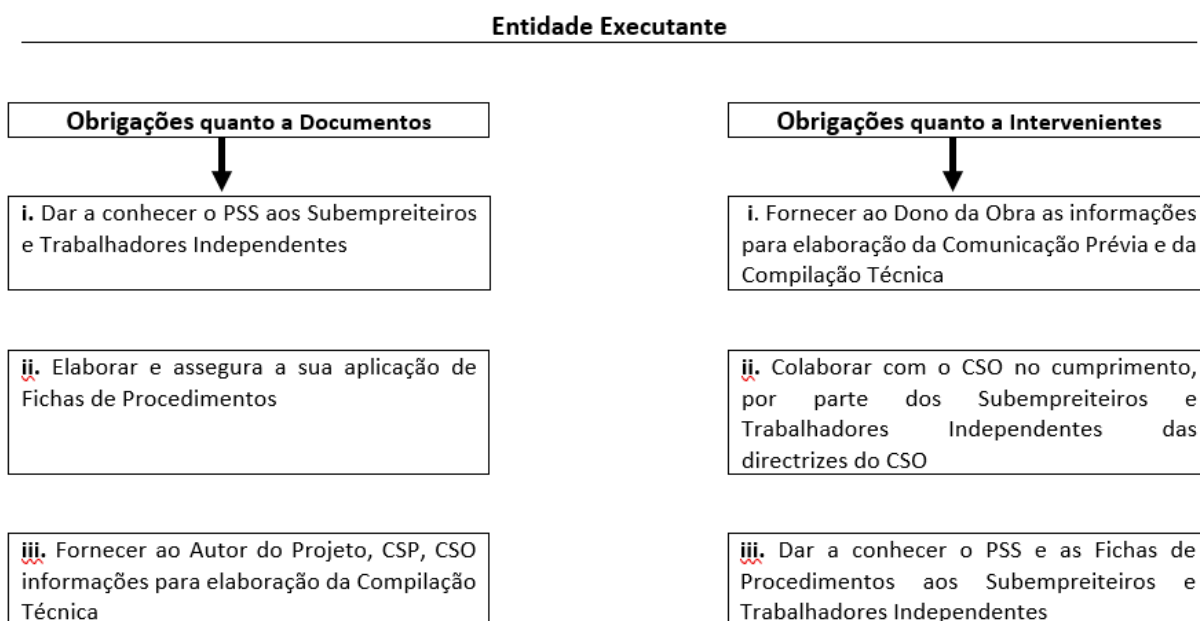 Entidade Executante
Obrigações quanto a Documentos
i. Dar a conhecer o PSS aos Subempreiteiros
e Trabalhadores Independentes
ii. Elaborar e assegura a sua aplicação de
Fichas de Procedimentos
iii. Fornecer ao Autor do Projeto, CSP, CSO
informações para elaboração da Compilação
Técnica
Obrigações quanto a Intervenientes
i. Fornecer ao Dono da Obra as informações
para elaboração da Comunicação Prévia e da
Compilação Técnica
ii. Colaborar com o CSO no cumprimento,
por parte dos Subempreiteiros e
Trabalhadores Independentes das
directrizes do CSO
iii. Dar a conhecer o PSS e as Fichas de
Procedimentos aos Subempreiteiros e
Trabalhadores Independentes